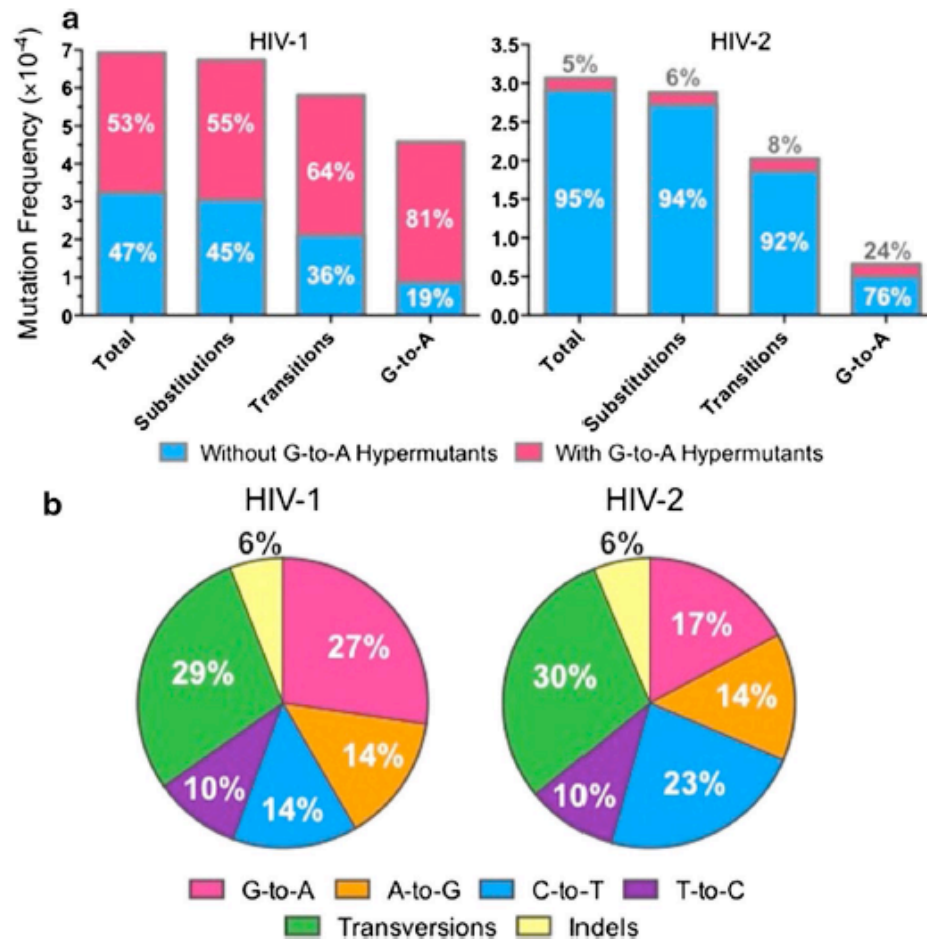 a
HIV-1
HIV-2
Mutation Frequency (×10⁻⁴)
7
6
5
4
3
2
1
0
53%
47%
55%
45%
64%
36%
81%
19%
Total
Substitutions
Transitions
G-to-A
3.5
3.0
2.5
2.0
1.5
1.0
0.5
0.0
5%
95%
6%
94%
8%
92%
24%
76%
Total
Substitutions
Transitions
G-to-A
Without G-to-A Hypermutants
With G-to-A Hypermutants
b
HIV-1
HIV-2
6%
27%
14%
14%
10%
29%
6%
17%
14%
23%
10%
30%
G-to-A
A-to-G
C-to-T
T-to-C
Transversions
Indels